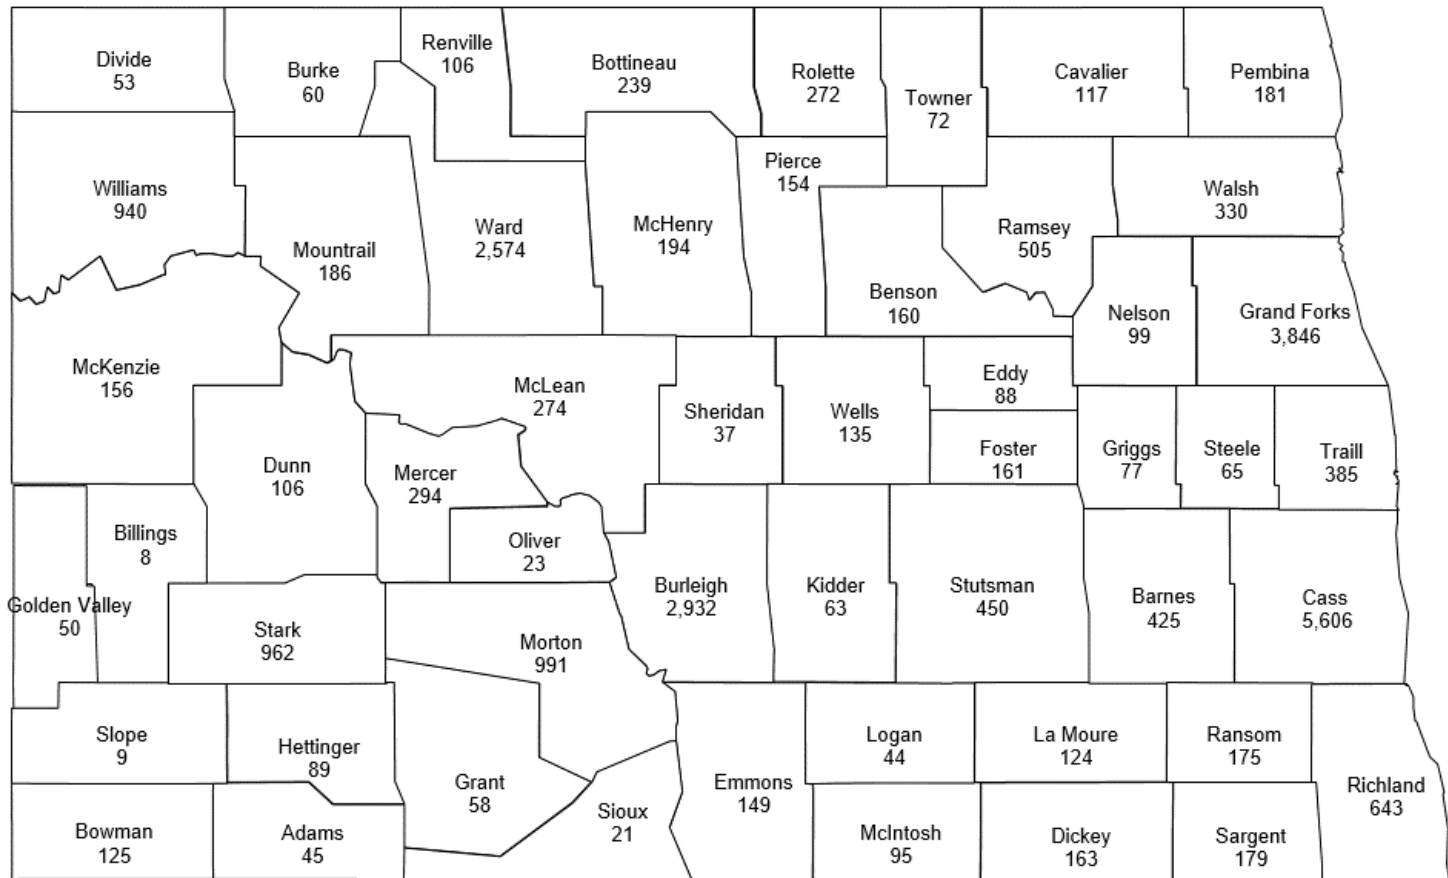 Divide
53
Burke
60
Renville
106
Bottineau
239
Rolette
272
Towner
72
Cavalier
117
Pembina
181
Williams
940
Mountrail
186
Ward
2,574
McHenry
194
Pierce
154
Benson
160
Ramsey
505
Walsh
330
Nelson
99
Grand Forks
3,846
McKenzie
156
Dunn
106
McLean
274
Mercer
294
Oliver
23
Sheridan
37
Wells
135
Eddy
88
Foster
161
Griggs
77
Steele
65
Traill
385
Golden Valley
50
Billings
8
Stark
962
Morton
991
Burleigh
2,932
Kidder
63
Stutsman
450
Barnes
425
Cass
5,606
Slope
9
Hettinger
89
Grant
58
Sioux
21
Emmons
149
Logan
44
La Moure
124
Ransom
175
Richland
643
Bowman
125
Adams
45
McIntosh
95
Dickey
163
Sargent
179